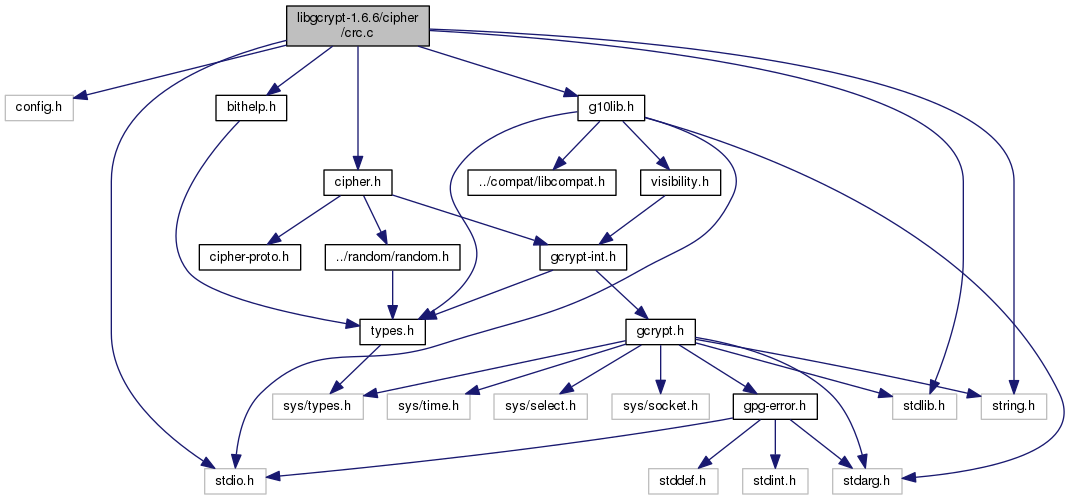 libgcrypt-1.6.6/cipher
/crc.c
config.h
bithelp.h
g10lib.h
cipher.h
../compat/libcompat.h
visibility.h
cipher-proto.h
../random/random.h
gcrypt-int.h
types.h
gcrypt.h
sys/types.h
sys/time.h
sys/select.h
sys/socket.h
gpg-error.h
stdlib.h
string.h
stdio.h
stddef.h
stdint.h
stdarg.h